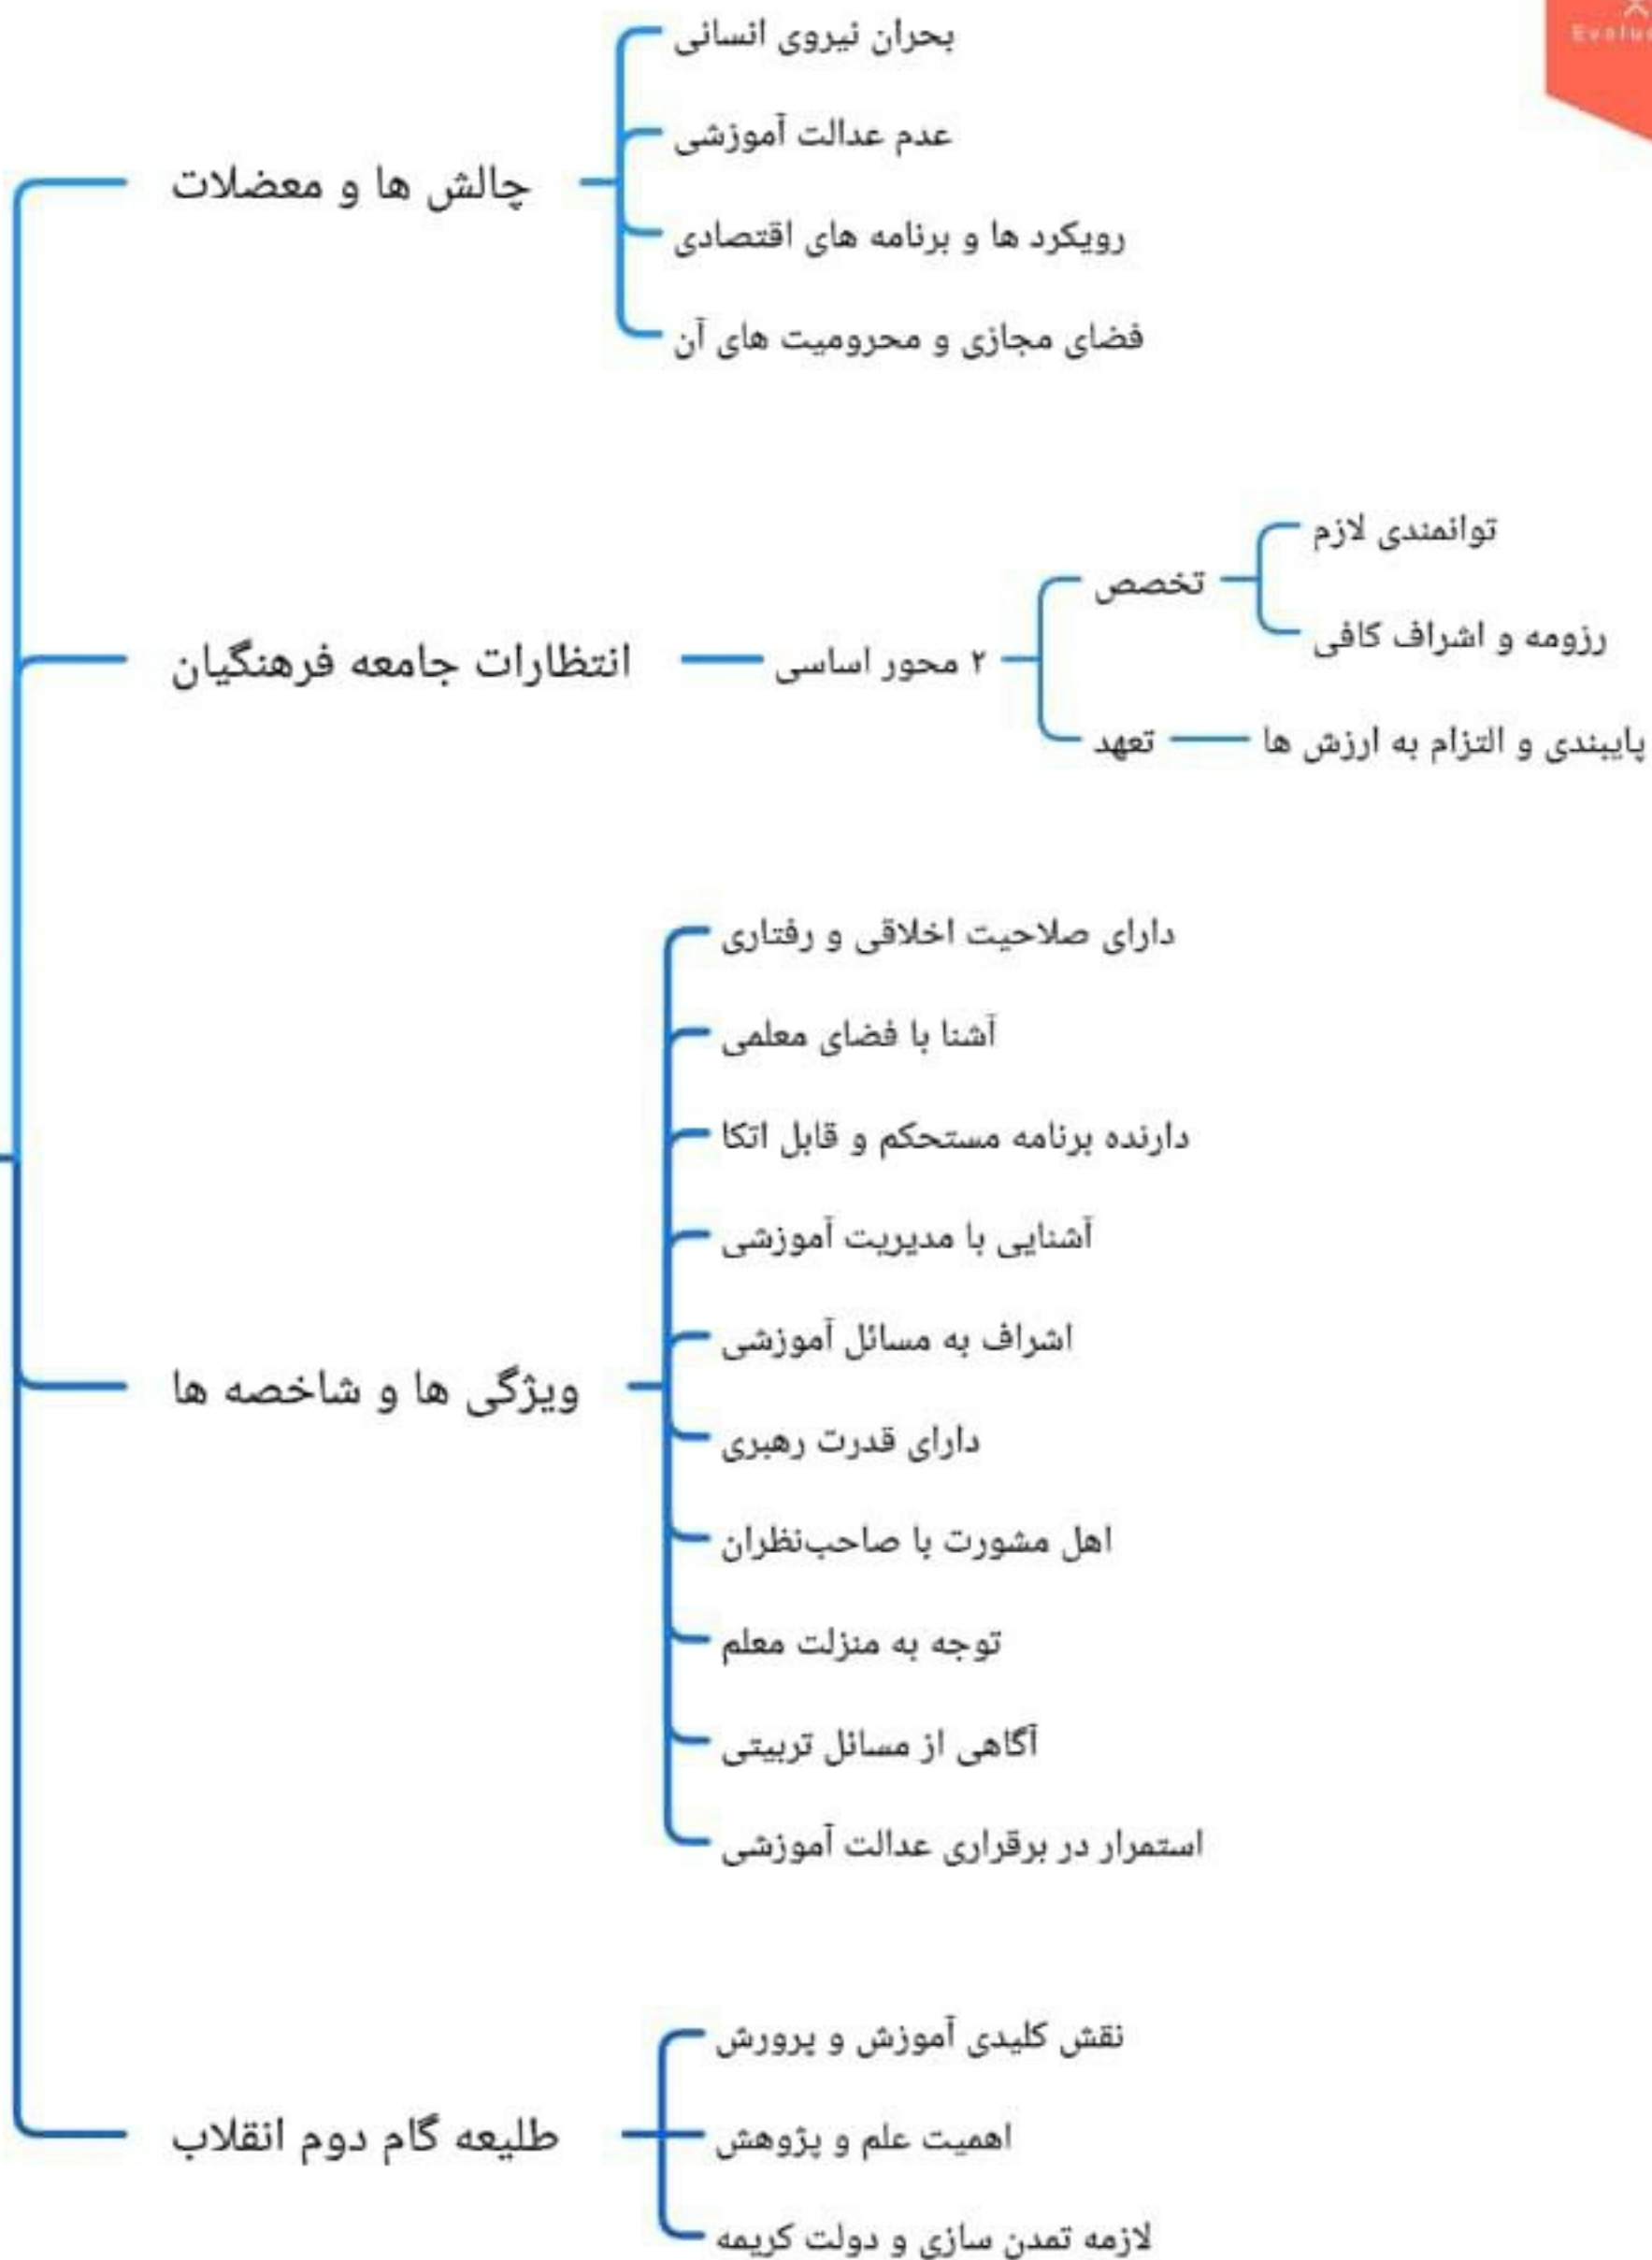 چالش ها و معضلات
بحران نیروی انسانی
عدم عدالت آموزشی
رویکرد ها و برنامه های اقتصادی
فضای مجازی و محرومیت های آن
انتظارات جامعه فرهنگیان
۲ محور اساسی
تخصص
توانمندی لازم
رزومه و اشراف کافی
تعهد
پایبندی و التزام به ارزش ها
ویژگی ها و شاخصه ها
دارای صلاحیت اخلاقی و رفتاری
آشنا با فضای معلمی
دارنده برنامه مستحکم و قابل اتکا
آشنایی با مدیریت آموزشی
اشراف به مسائل آموزشی
دارای قدرت رهبری
اهل مشورت با صاحب‌نظران
توجه به منزلت معلم
آگاهی از مسائل تربیتی
استمرار در برقراری عدالت آموزشی
طلیعه گام دوم انقلاب
نقش کلیدی آموزش و پرورش
اهمیت علم و پژوهش
لازمه تمدن سازی و دولت کریمه